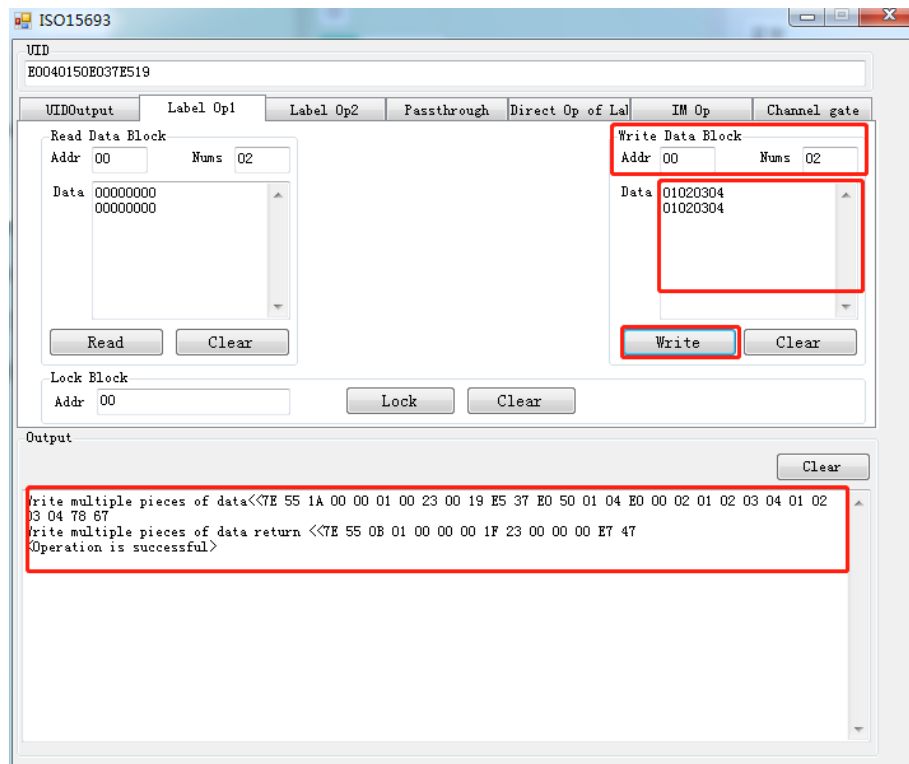 ISO15693
UID
E0040150E037E519
UIDOutput Label Op1 Label Op2 Passthrough Direct Op of Lal IM Op Channel gate
Read Data Block
Addr 00 Nums 02
Data 00000000
00000000
Read Clear
Write Data Block
Addr 00 Nums 02
Data 01020304
01020304
Write Clear
Lock Block
Addr 00 Lock Clear
Output
Clear
Write multiple pieces of data<<7E 55 1A 00 00 01 00 23 00 19 E5 37 E0 50 01 04 E0 00 02 01 02 03 04 01 02
03 04 78 67
Write multiple pieces of data return <<7E 55 0B 01 00 00 00 1F 23 00 00 00 E7 47
<Operation is successful>